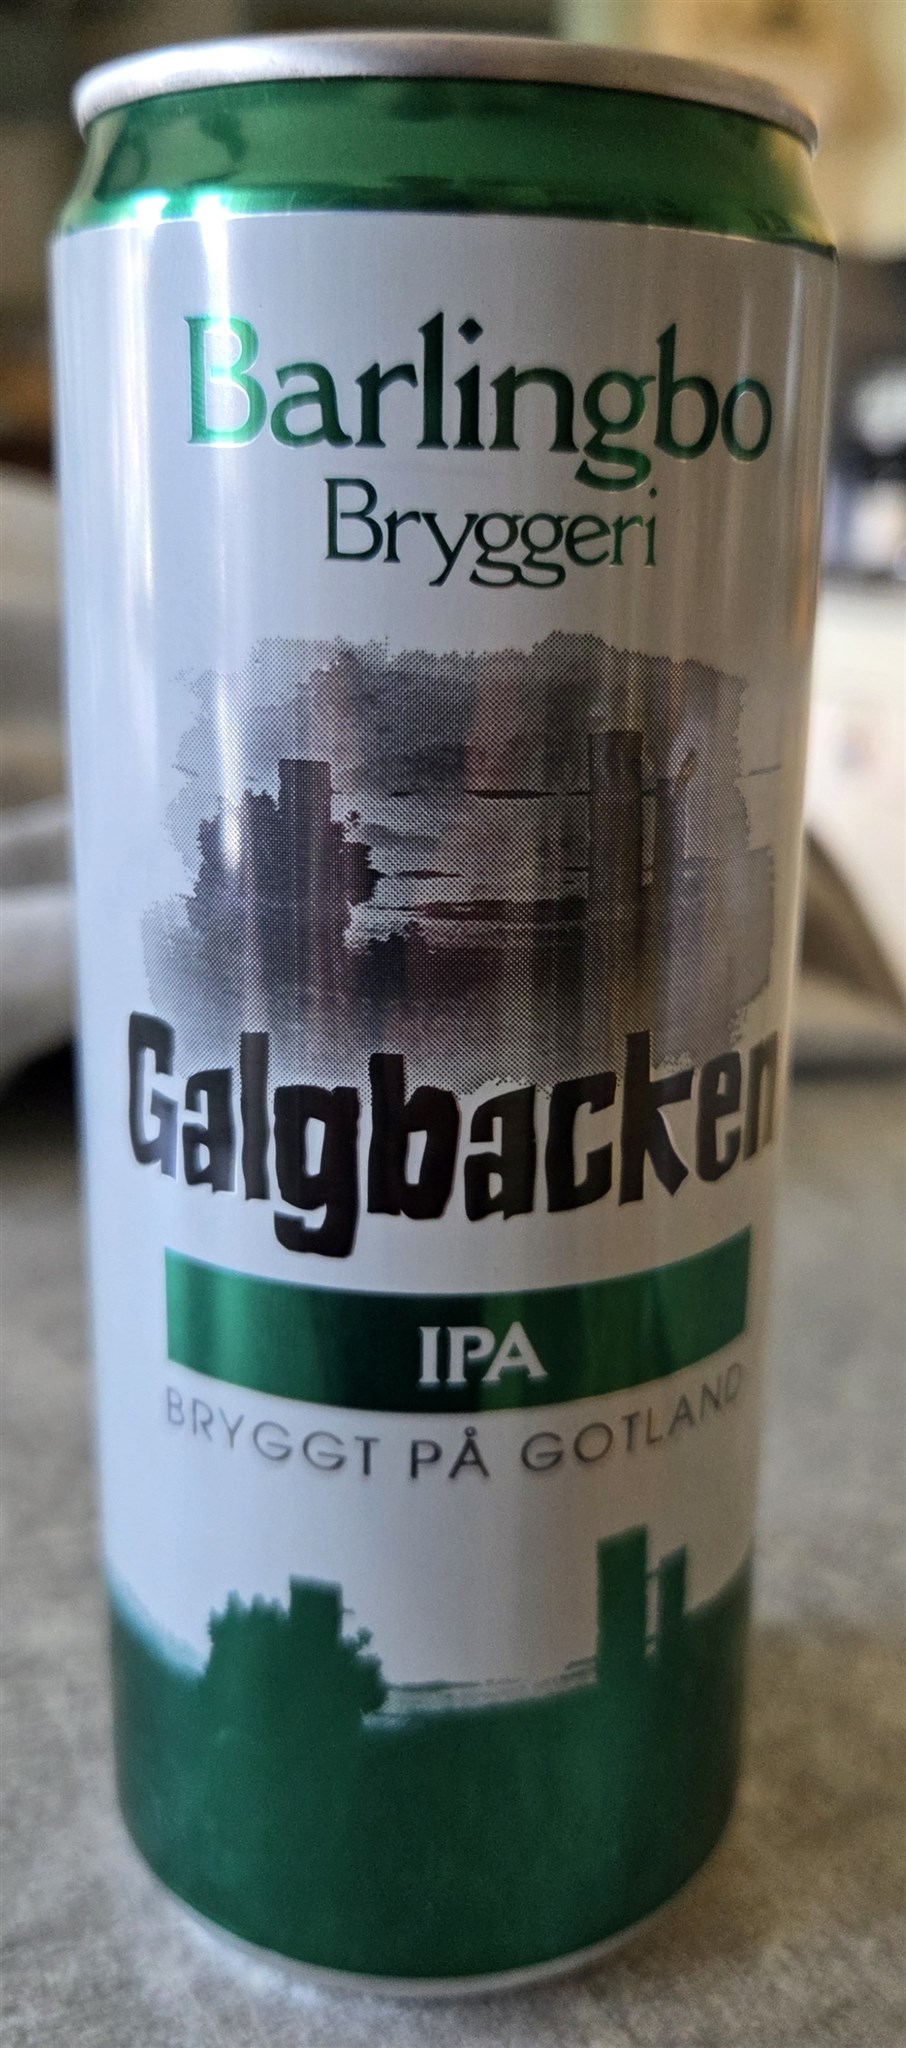 Barlingbo
Bryggeri
Galgbacken
IPA
BRYGGT PÅ GOTLAND